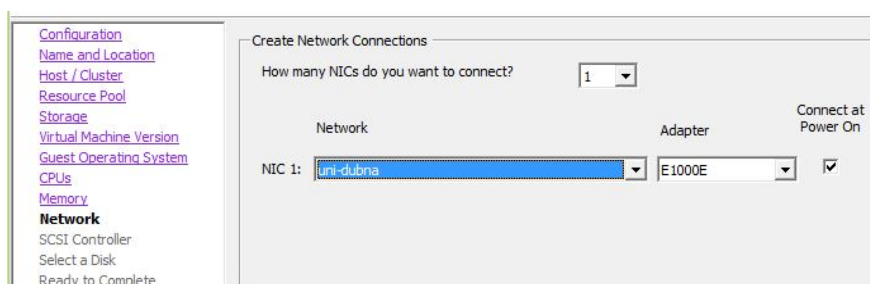 Configuration
Name and Location
Host / Cluster
Resource Pool
Storage
Virtual Machine Version
Guest Operating System
CPUs
Memory
Network
SCSI Controller
Select a Disk
Ready to Complete
Create Network Connections
How many NICs do you want to connect? 1
Network Adapter Connect at
Power On
NIC 1: uni-dubna E1000E